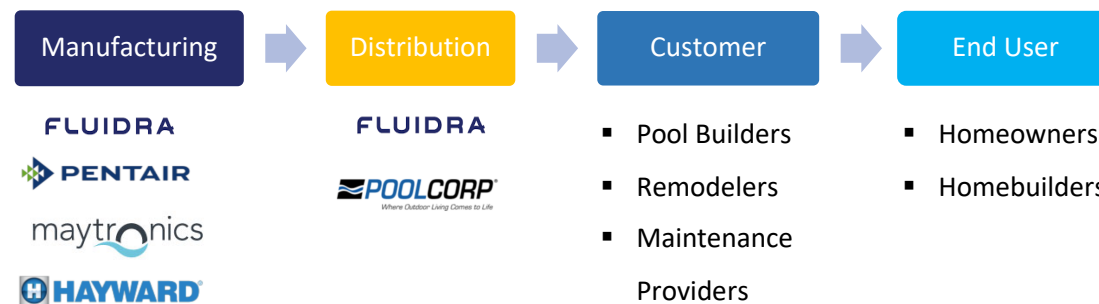 Manufacturing
Distribution
Customer
End User
FLUIDRA
PENTAIR
maytronics
HAYWARD
FLUIDRA
POOLCORP
Where Outdoor Living Comes to Life
▪ Pool Builders
▪ Remodelers
▪ Maintenance
Providers
▪ Homeowners
▪ Homebuilders